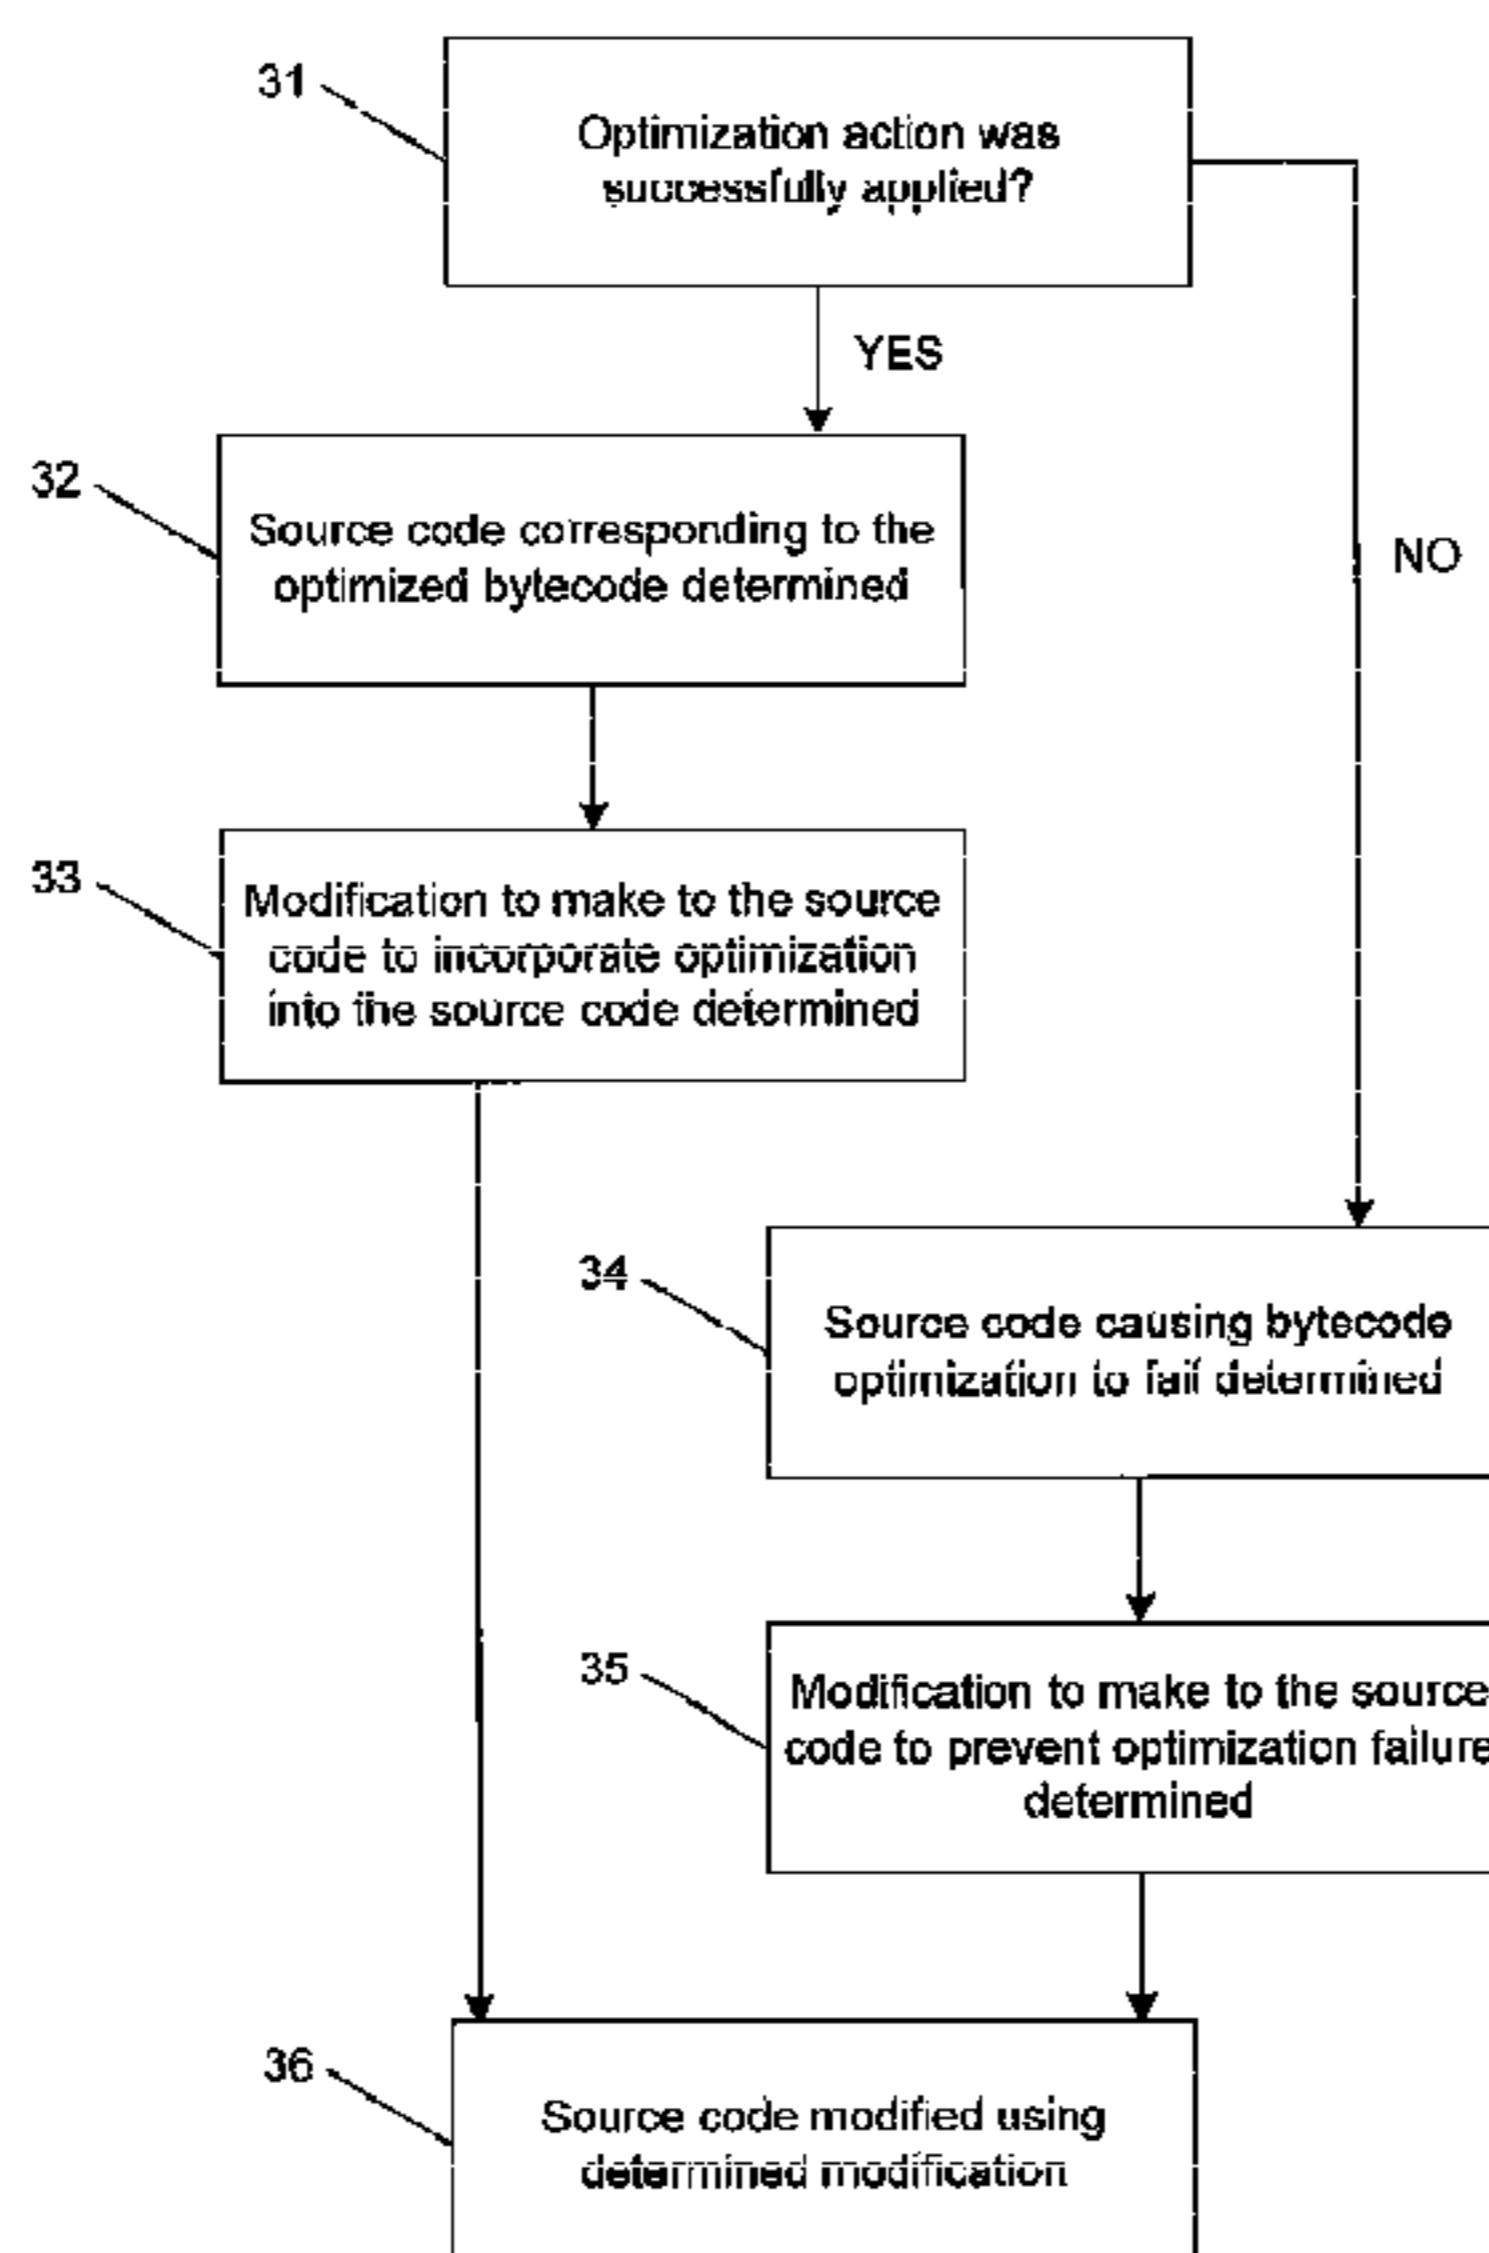 31
Optimization action was
successfully applied?
YES
32
Source code corresponding to the
optimized bytecode determined
NO
33
Modification to make to the source
code to incorporate optimization
into the source code determined
34
Source code causing bytecode
optimization to fail determined
35
Modification to make to the source
code to prevent optimization failure
determined
36
Source code modified using
determined modification